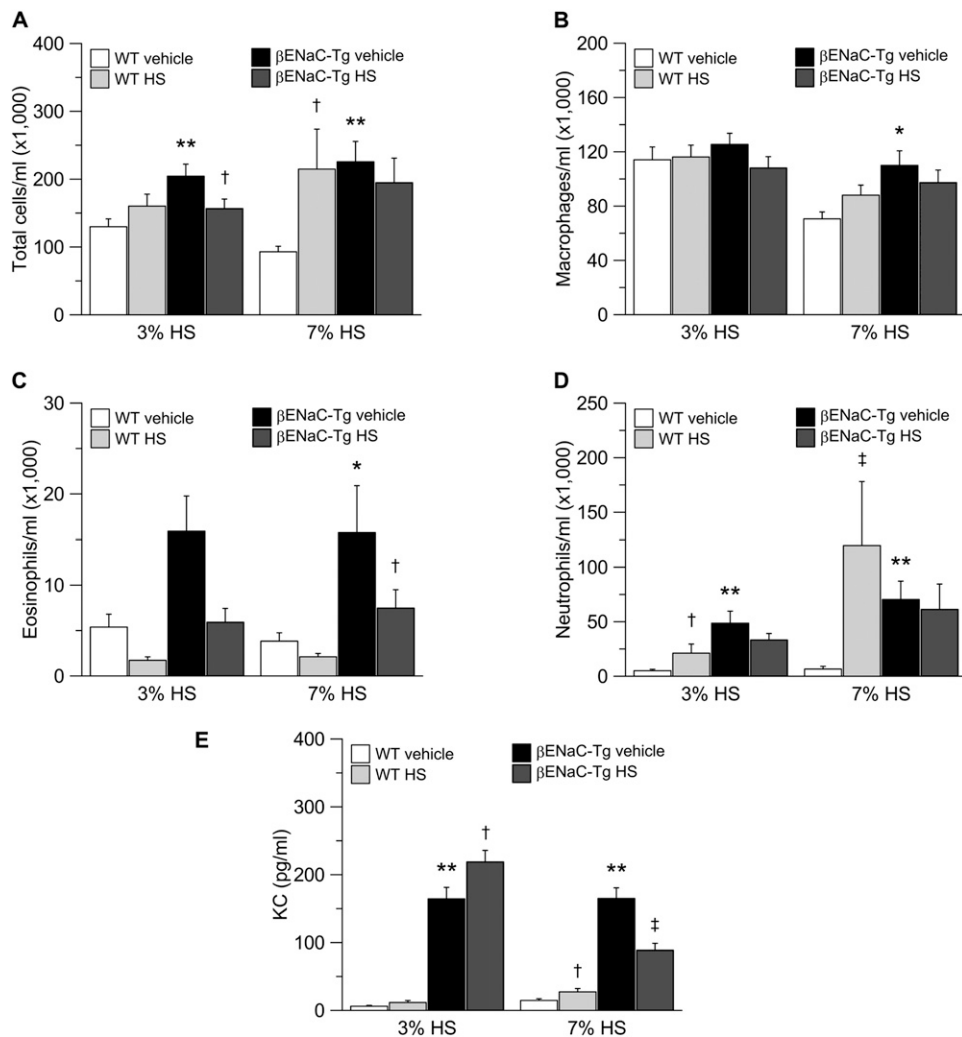 A
Total cells/ml (x1,000)
400
300
200
100
0
WT vehicle
WT HS
βENaC-Tg vehicle
βENaC-Tg HS
**
†
†
**
3% HS
7% HS
B
Macrophages/ml (x1,000)
200
160
120
80
40
0
WT vehicle
WT HS
βENaC-Tg vehicle
βENaC-Tg HS
*
3% HS
7% HS
C
Eosinophils/ml (x1,000)
30
20
10
0
WT vehicle
WT HS
βENaC-Tg vehicle
βENaC-Tg HS
*
†
3% HS
7% HS
D
Neutrophils/ml (x1,000)
250
200
150
100
50
0
WT vehicle
WT HS
βENaC-Tg vehicle
βENaC-Tg HS
†
**
‡
**
3% HS
7% HS
E
KC (pg/ml)
400
300
200
100
0
WT vehicle
WT HS
βENaC-Tg vehicle
βENaC-Tg HS
**
†
†
**
‡
3% HS
7% HS